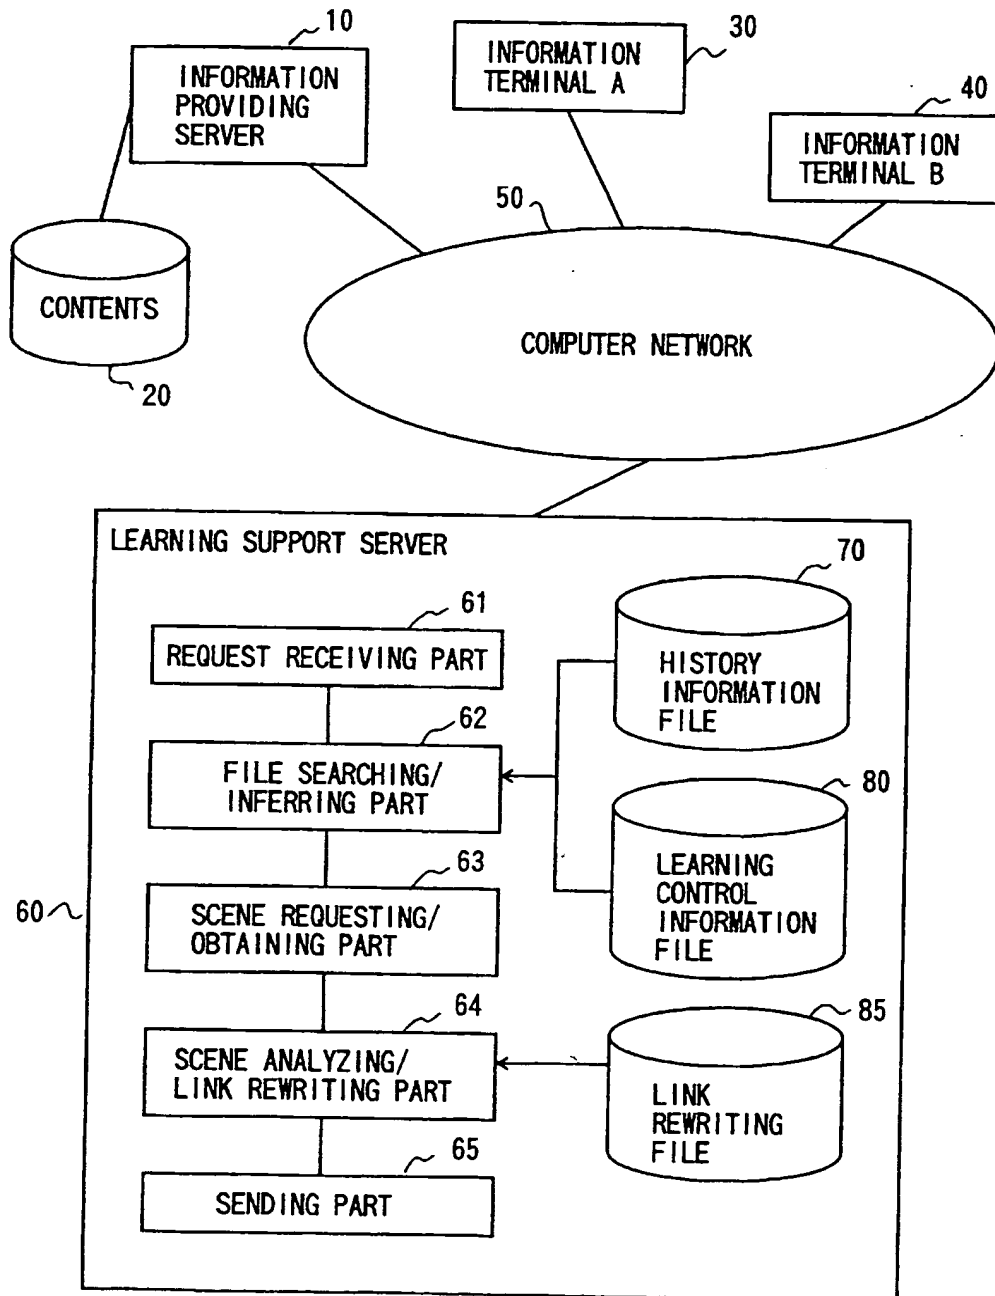 10
INFORMATION
PROVIDING
SERVER
30
INFORMATION
TERMINAL A
40
INFORMATION
TERMINAL B
50
CONTENTS
20
COMPUTER NETWORK
LEARNING SUPPORT SERVER
60
61
REQUEST RECEIVING PART
62
FILE SEARCHING/
INFERRING PART
63
SCENE REQUESTING/
OBTAINING PART
64
SCENE ANALYZING/
LINK REWRITING PART
65
SENDING PART
70
HISTORY
INFORMATION
FILE
80
LEARNING
CONTROL
INFORMATION
FILE
85
LINK
REWRITING
FILE